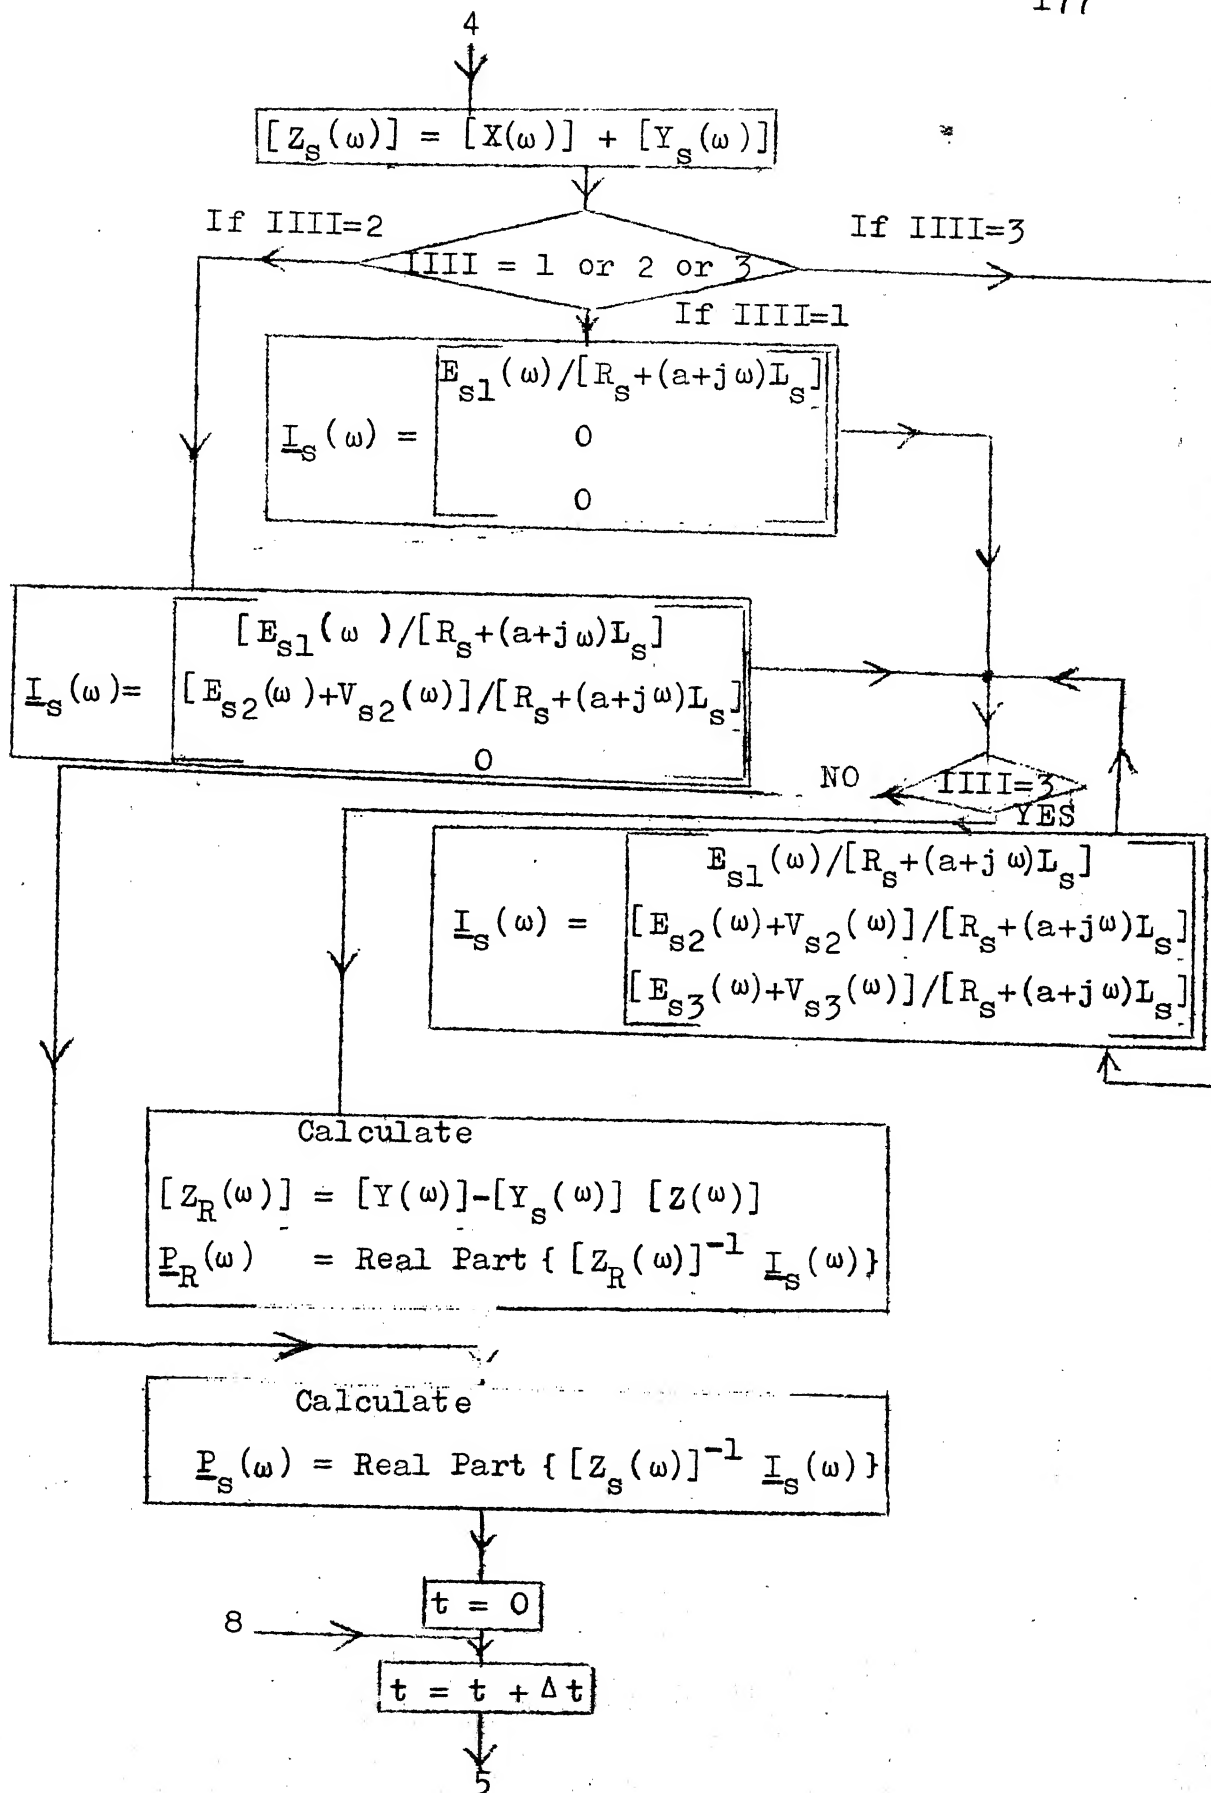 177
4
[Z_s(ω)] = [X(ω)] + [Y_s(ω)]
If IIII=2
If IIII=3
IIII = 1 or 2 or 3
If IIII=1
E_s1(ω)/[R_s+(a+jω)L_s]
I_s(ω) =
0
0
[E_s1(ω)/[R_s+(a+jω)L_s]
I_s(ω)= [E_s2(ω)+V_s2(ω)]/[R_s+(a+jω)L_s]
0
NO
IIII=3
YES
E_s1(ω)/[R_s+(a+jω)L_s]
I_s(ω) = [E_s2(ω)+V_s2(ω)]/[R_s+(a+jω)L_s]
[E_s3(ω)+V_s3(ω)]/[R_s+(a+jω)L_s]
Calculate
[Z_R(ω)] = [Y(ω)]-[Y_s(ω)] [Z(ω)]
P_R(ω) = Real Part { [Z_R(ω)]^-1 I_s(ω)}
Calculate
P_s(ω) = Real Part { [Z_s(ω)]^-1 I_s(ω)}
t = 0
8
t = t + Δt
5